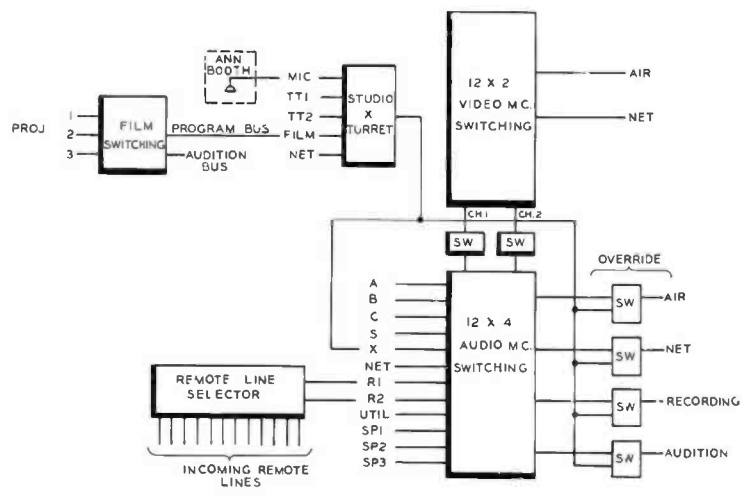 ANN
BOOTH
MIC
TT1
TT2
FILM
NET
STUDIO
X
TURRET
12 X 2
VIDEO M.C.
SWITCHING
AIR
NET
PROJ
1
2
3
FILM
SWITCHING
PROGRAM BUS
AUDITION
BUS
CH.1
CH.2
SW
SW
OVERRIDE
A
B
C
S
X
NET
R1
R2
UTIL
SP1
SP2
SP3
12 X 4
AUDIO M.C.
SWITCHING
SW
AIR
SW
NET
SW
RECORDING
SW
AUDITION
REMOTE LINE
SELECTOR
INCOMING REMOTE
LINES